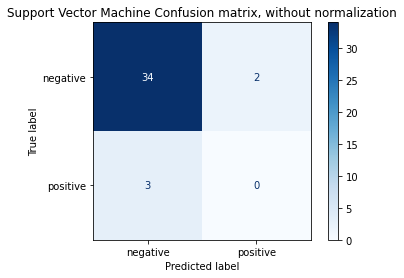 Support Vector Machine Confusion matrix, without normalization
negative
positive
True label
34
2
3
0
negative
positive
Predicted label
30
25
20
15
10
5
0